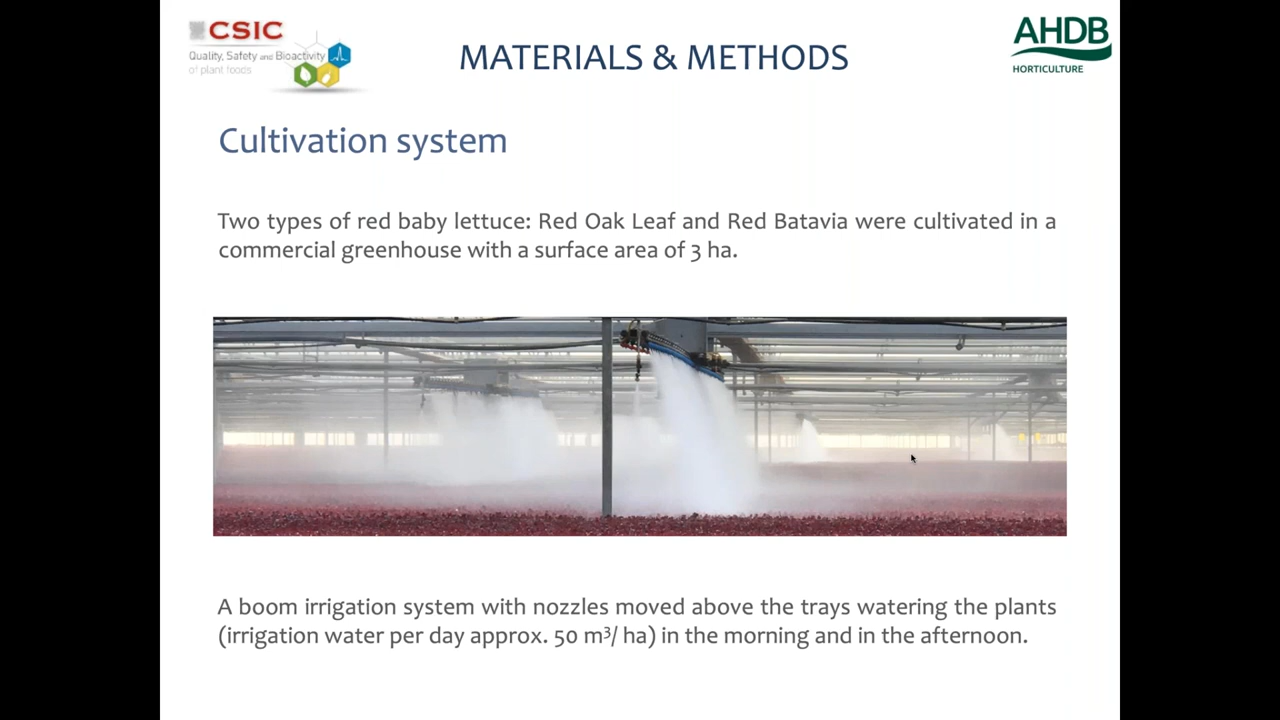 CSIC
Quality, Safety and Bioactivity
of plant foods
MATERIALS & METHODS
AHDB
HORTICULTURE
Cultivation system
Two types of red baby lettuce: Red Oak Leaf and Red Batavia were cultivated in a
commercial greenhouse with a surface area of 3 ha.
A boom irrigation system with nozzles moved above the trays watering the plants
(irrigation water per day approx. 50 m³/ ha) in the morning and in the afternoon.